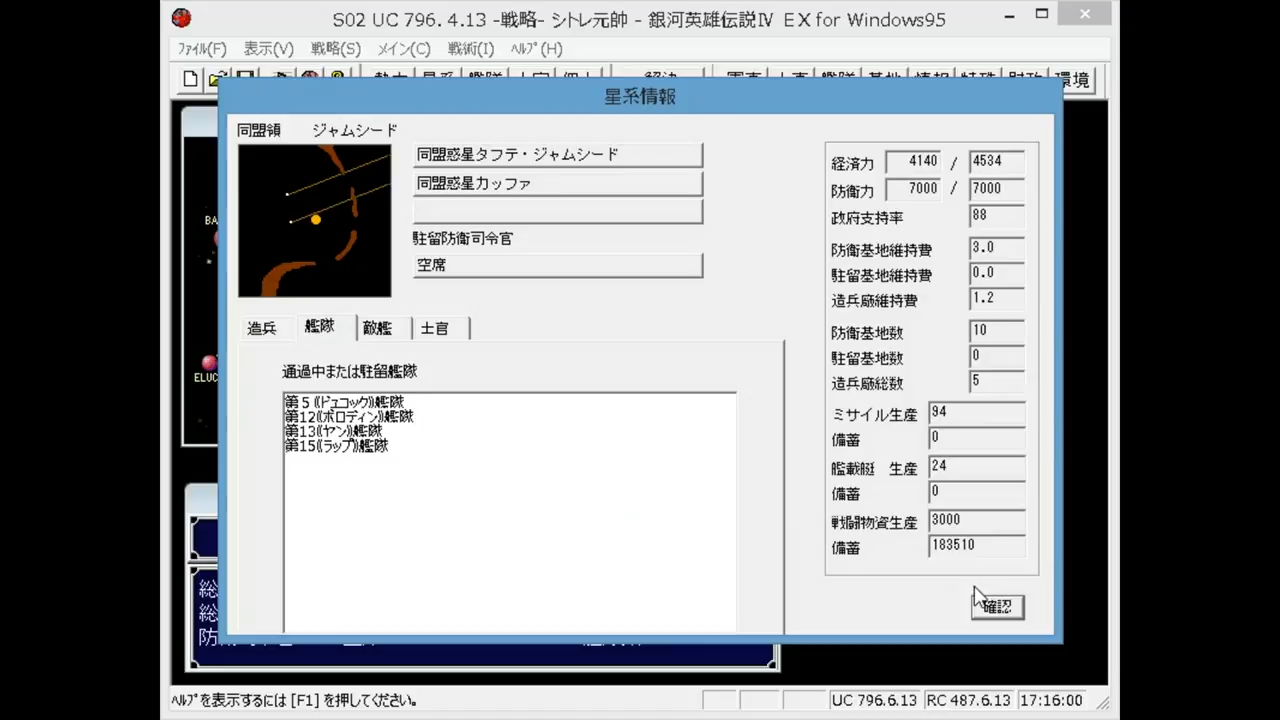 S02 UC 796. 4.13 -戦略- シトレ元帥 - 銀河英雄伝説Ⅳ EX for Windows95
ﾌｧｲﾙ(F) 表示(V) 戦略(S) メイン(C) 戦術(I) ﾍﾙﾌﾟ(H)
環境
星系情報
同盟領 ジャムシード
同盟惑星タフテ・ジャムシード
同盟惑星カッファ
駐留防衛司令官
空席
経済力 4140 / 4534
防衛力 7000 / 7000
政府支持率 88
防衛基地維持費 3.0
駐留基地維持費 0.0
造兵廠維持費 1.2
防衛基地数 10
駐留基地数 0
造兵廠総数 5
ミサイル生産 94
備蓄 0
艦載艇 生産 24
備蓄 0
戦闘物資生産 3000
備蓄 183510
確認
造兵 艦隊 敵艦 士官
通過中または駐留艦隊
第５((ビュコック))艦隊
第12((ボロディン))艦隊
第13((ヤン))艦隊
第15((ラップ))艦隊
BA
ELUC
総
総
防
ﾍﾙﾌﾟを表示するには [F1] を押してください。
UC 796.6.13 RC 487.6.13 17:16:00